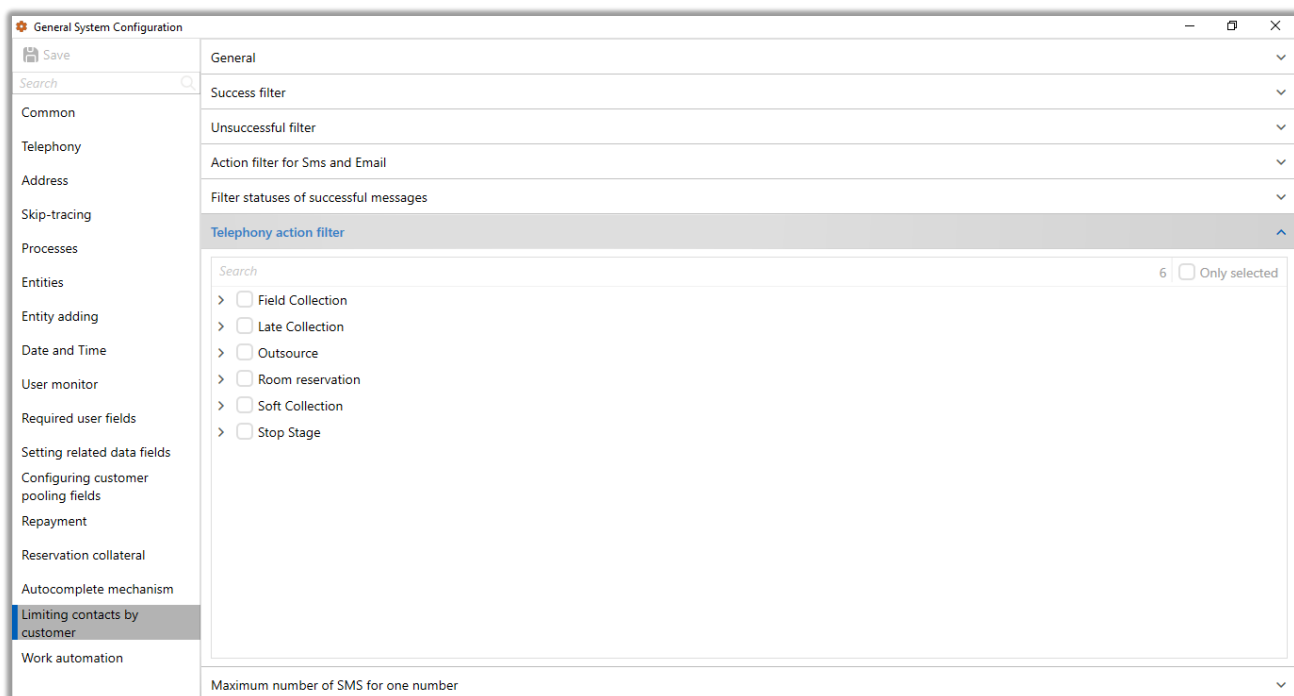 General System Configuration
Save
Search
Common
Telephony
Address
Skip-tracing
Processes
Entities
Entity adding
Date and Time
User monitor
Required user fields
Setting related data fields
Configuring customer
pooling fields
Repayment
Reservation collateral
Autocomplete mechanism
Limiting contacts by
customer
Work automation
General
Success filter
Unsuccessful filter
Action filter for Sms and Email
Filter statuses of successful messages
Telephony action filter
Search 6 Only selected
Field Collection
Late Collection
Outsource
Room reservation
Soft Collection
Stop Stage
Maximum number of SMS for one number